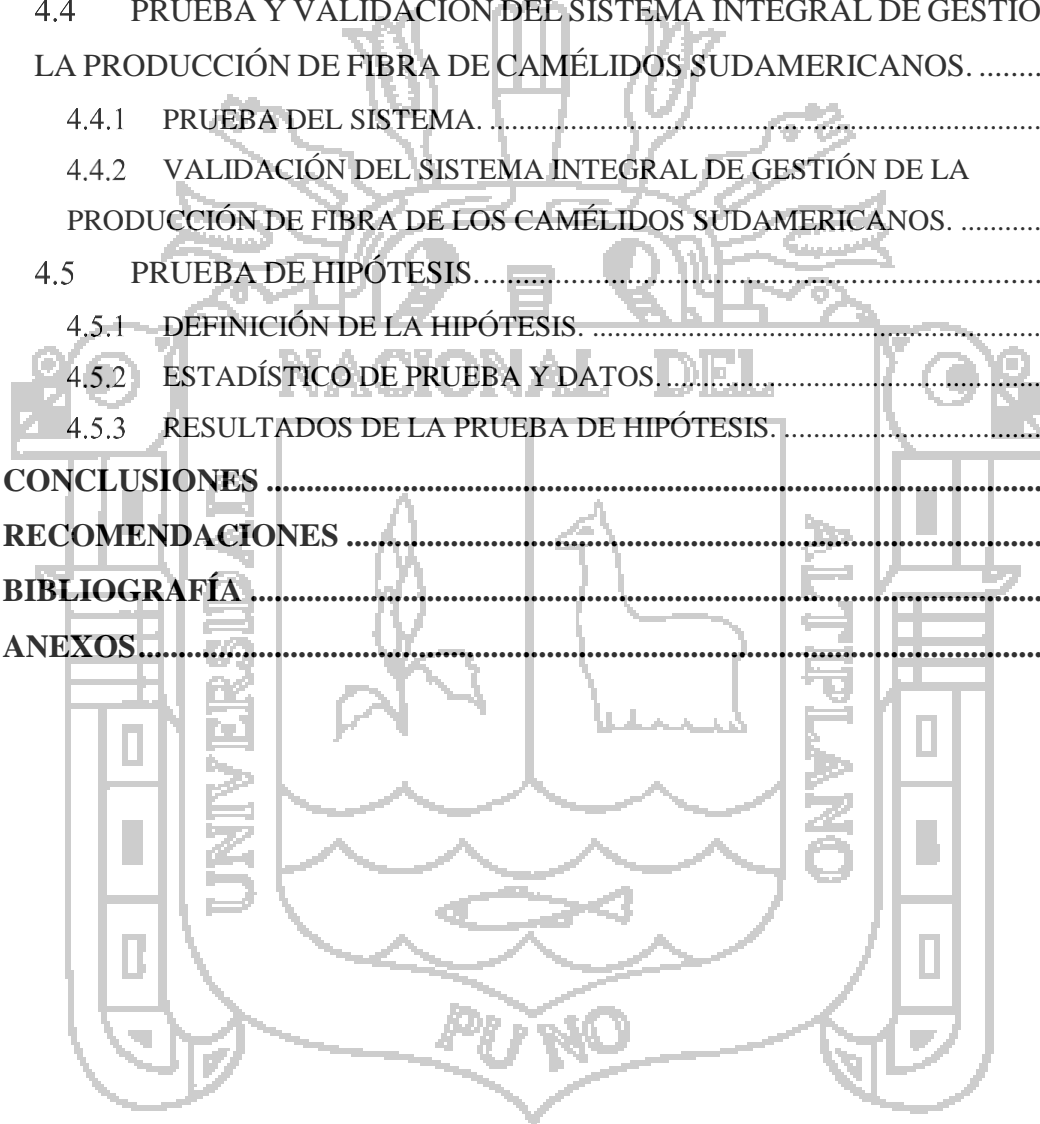 4.4 PRUEBA Y VALIDACIÓN DEL SISTEMA INTEGRAL DE GESTIO
LA PRODUCCIÓN DE FIBRA DE CAMÉLIDOS SUDAMERICANOS. ........
4.4.1 PRUEBA DEL SISTEMA. ........
4.4.2 VALIDACIÓN DEL SISTEMA INTEGRAL DE GESTIÓN DE LA
PRODUCCIÓN DE FIBRA DE LOS CAMÉLIDOS SUDAMERICANOS. ...........
4.5 PRUEBA DE HIPÓTESIS. ........
4.5.1 DEFINICIÓN DE LA HIPÓTESIS. ........
NACIONAL DEL
4.5.2 ESTADÍSTICO DE PRUEBA Y DATOS. ........
4.5.3 RESULTADOS DE LA PRUEBA DE HIPÓTESIS. ........
CONCLUSIONES ........
RECOMENDACIONES ........
BIBLIOGRAFÍA ........
ANEXOS ........
UNIVERSIDAD
ALTIPLANO
PUNO